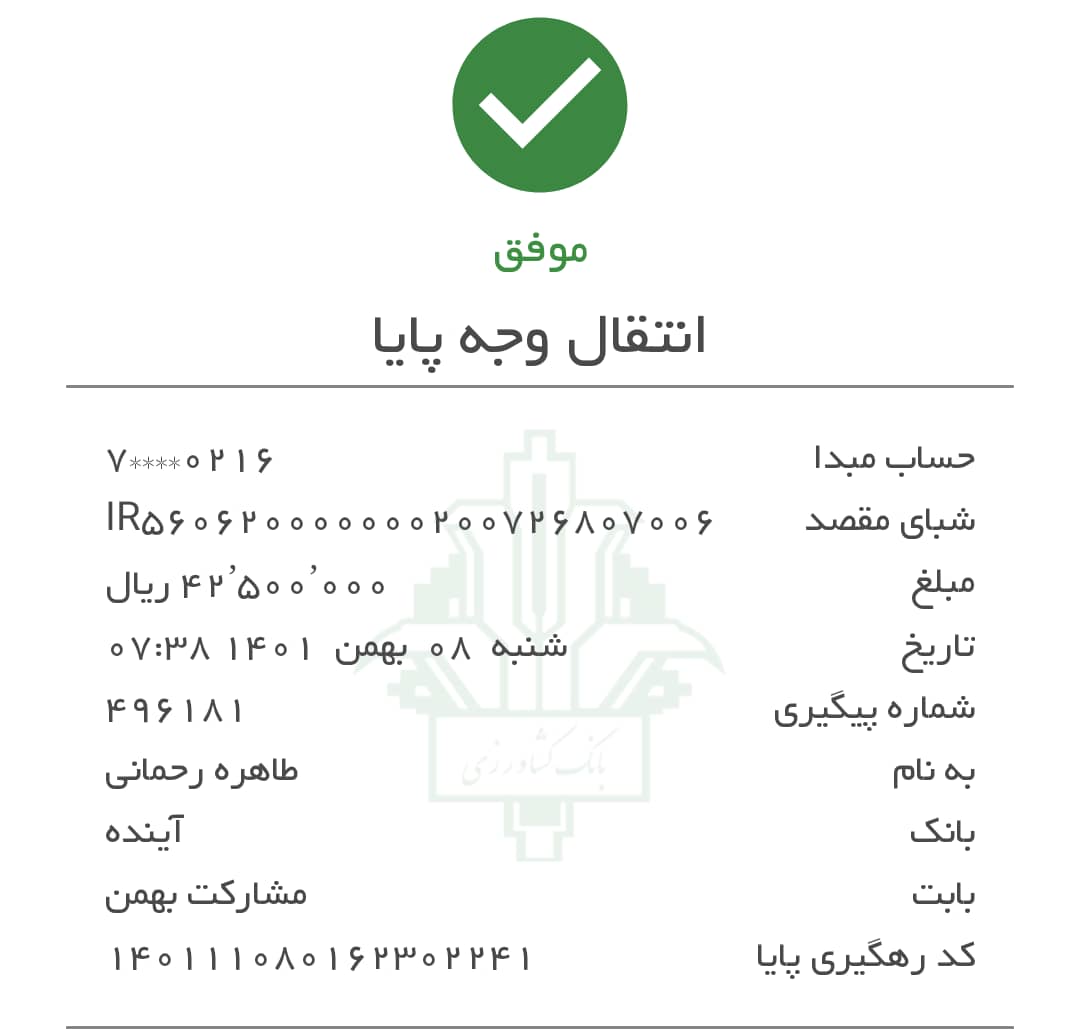 موفق
انتقال وجه پایا
حساب مبدا ۷****۰۲۱۶
شبای مقصد IR۵۶۰۶۲۰۰۰۰۰۰۰۲۰۰۷۲۶۸۰۷۰۰۶
مبلغ ۴۲٬۵۰۰٬۰۰۰ ریال
تاریخ شنبه ۰۸ بهمن ۱۴۰۱ ۰۷:۳۸
شماره پیگیری ۴۹۶۱۸۱
به نام طاهره رحمانی
بانک آینده
بانک کشاورزی
بابت مشارکت بهمن
کد رهگیری پایا ۱۴۰۱۱۱۰۸۰۱۶۲۳۰۲۲۴۱